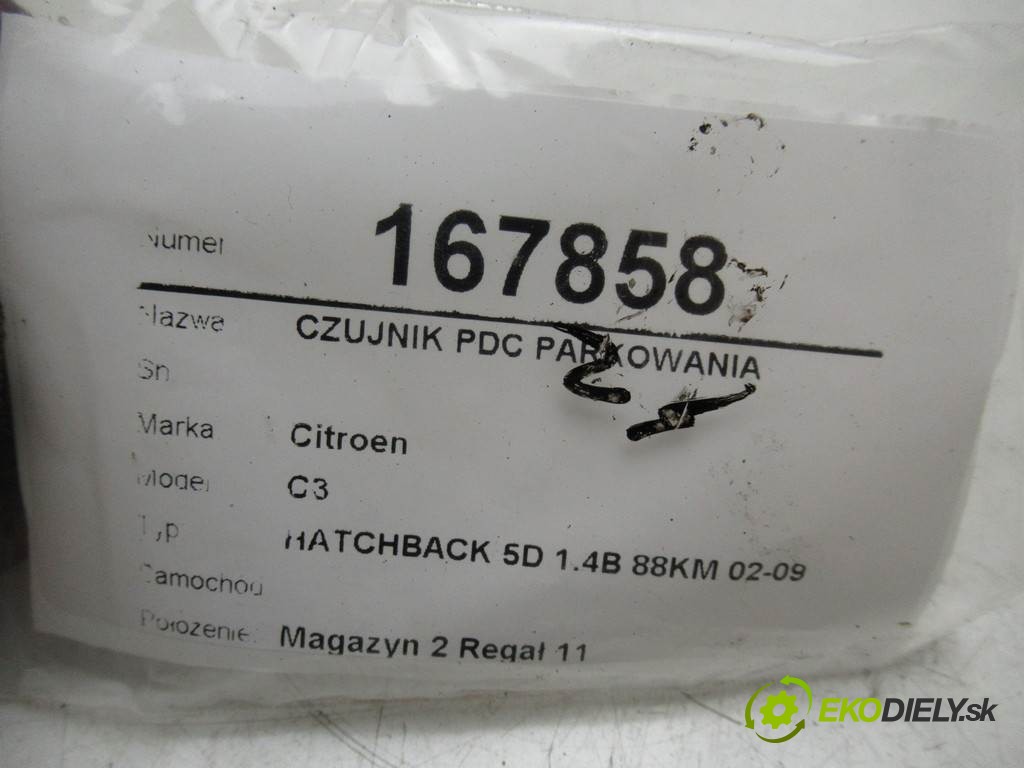 Numer 167858
Nazwa CZUJNIK PDC PARKOWANIA
Sn
Marka Citroen
Model C3
Typ HATCHBACK 5D 1.4B 88KM 02-09
Samochod
Położenie Magazyn 2 Regał 11
EKODIELY.sk